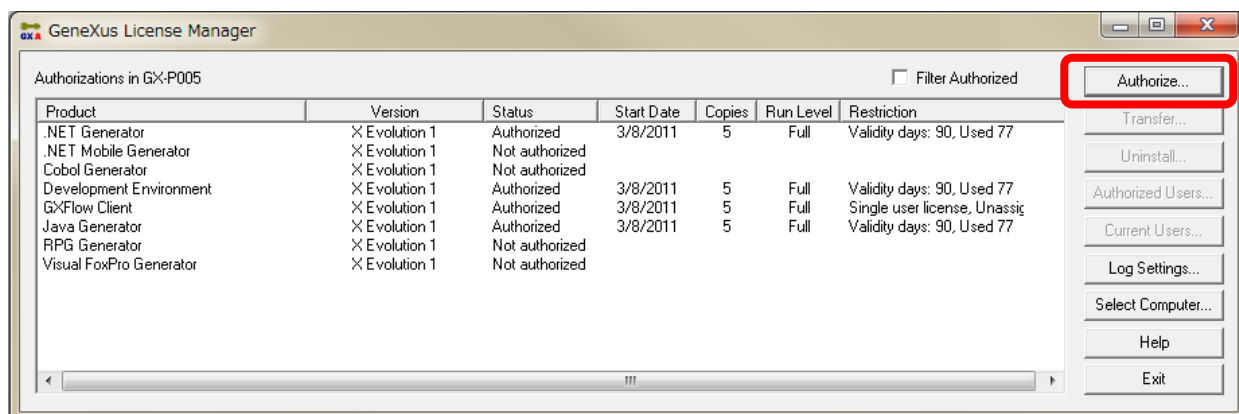 GXA GeneXus License Manager
Authorizations in GX-P005 Filter Authorized Authorize...
Product Version Status Start Date Copies Run Level Restriction
.NET Generator X Evolution 1 Authorized 3/8/2011 5 Full Validity days: 90, Used 77
.NET Mobile Generator X Evolution 1 Not authorized
Cobol Generator X Evolution 1 Not authorized
Development Environment X Evolution 1 Authorized 3/8/2011 5 Full Validity days: 90, Used 77
GXFlow Client X Evolution 1 Authorized 3/8/2011 5 Full Single user license, Unassig
Java Generator X Evolution 1 Authorized 3/8/2011 5 Full Validity days: 90, Used 77
RPG Generator X Evolution 1 Not authorized
Visual FoxPro Generator X Evolution 1 Not authorized
Transfer...
Uninstall...
Authorized Users...
Current Users...
Log Settings...
Select Computer...
Help
Exit